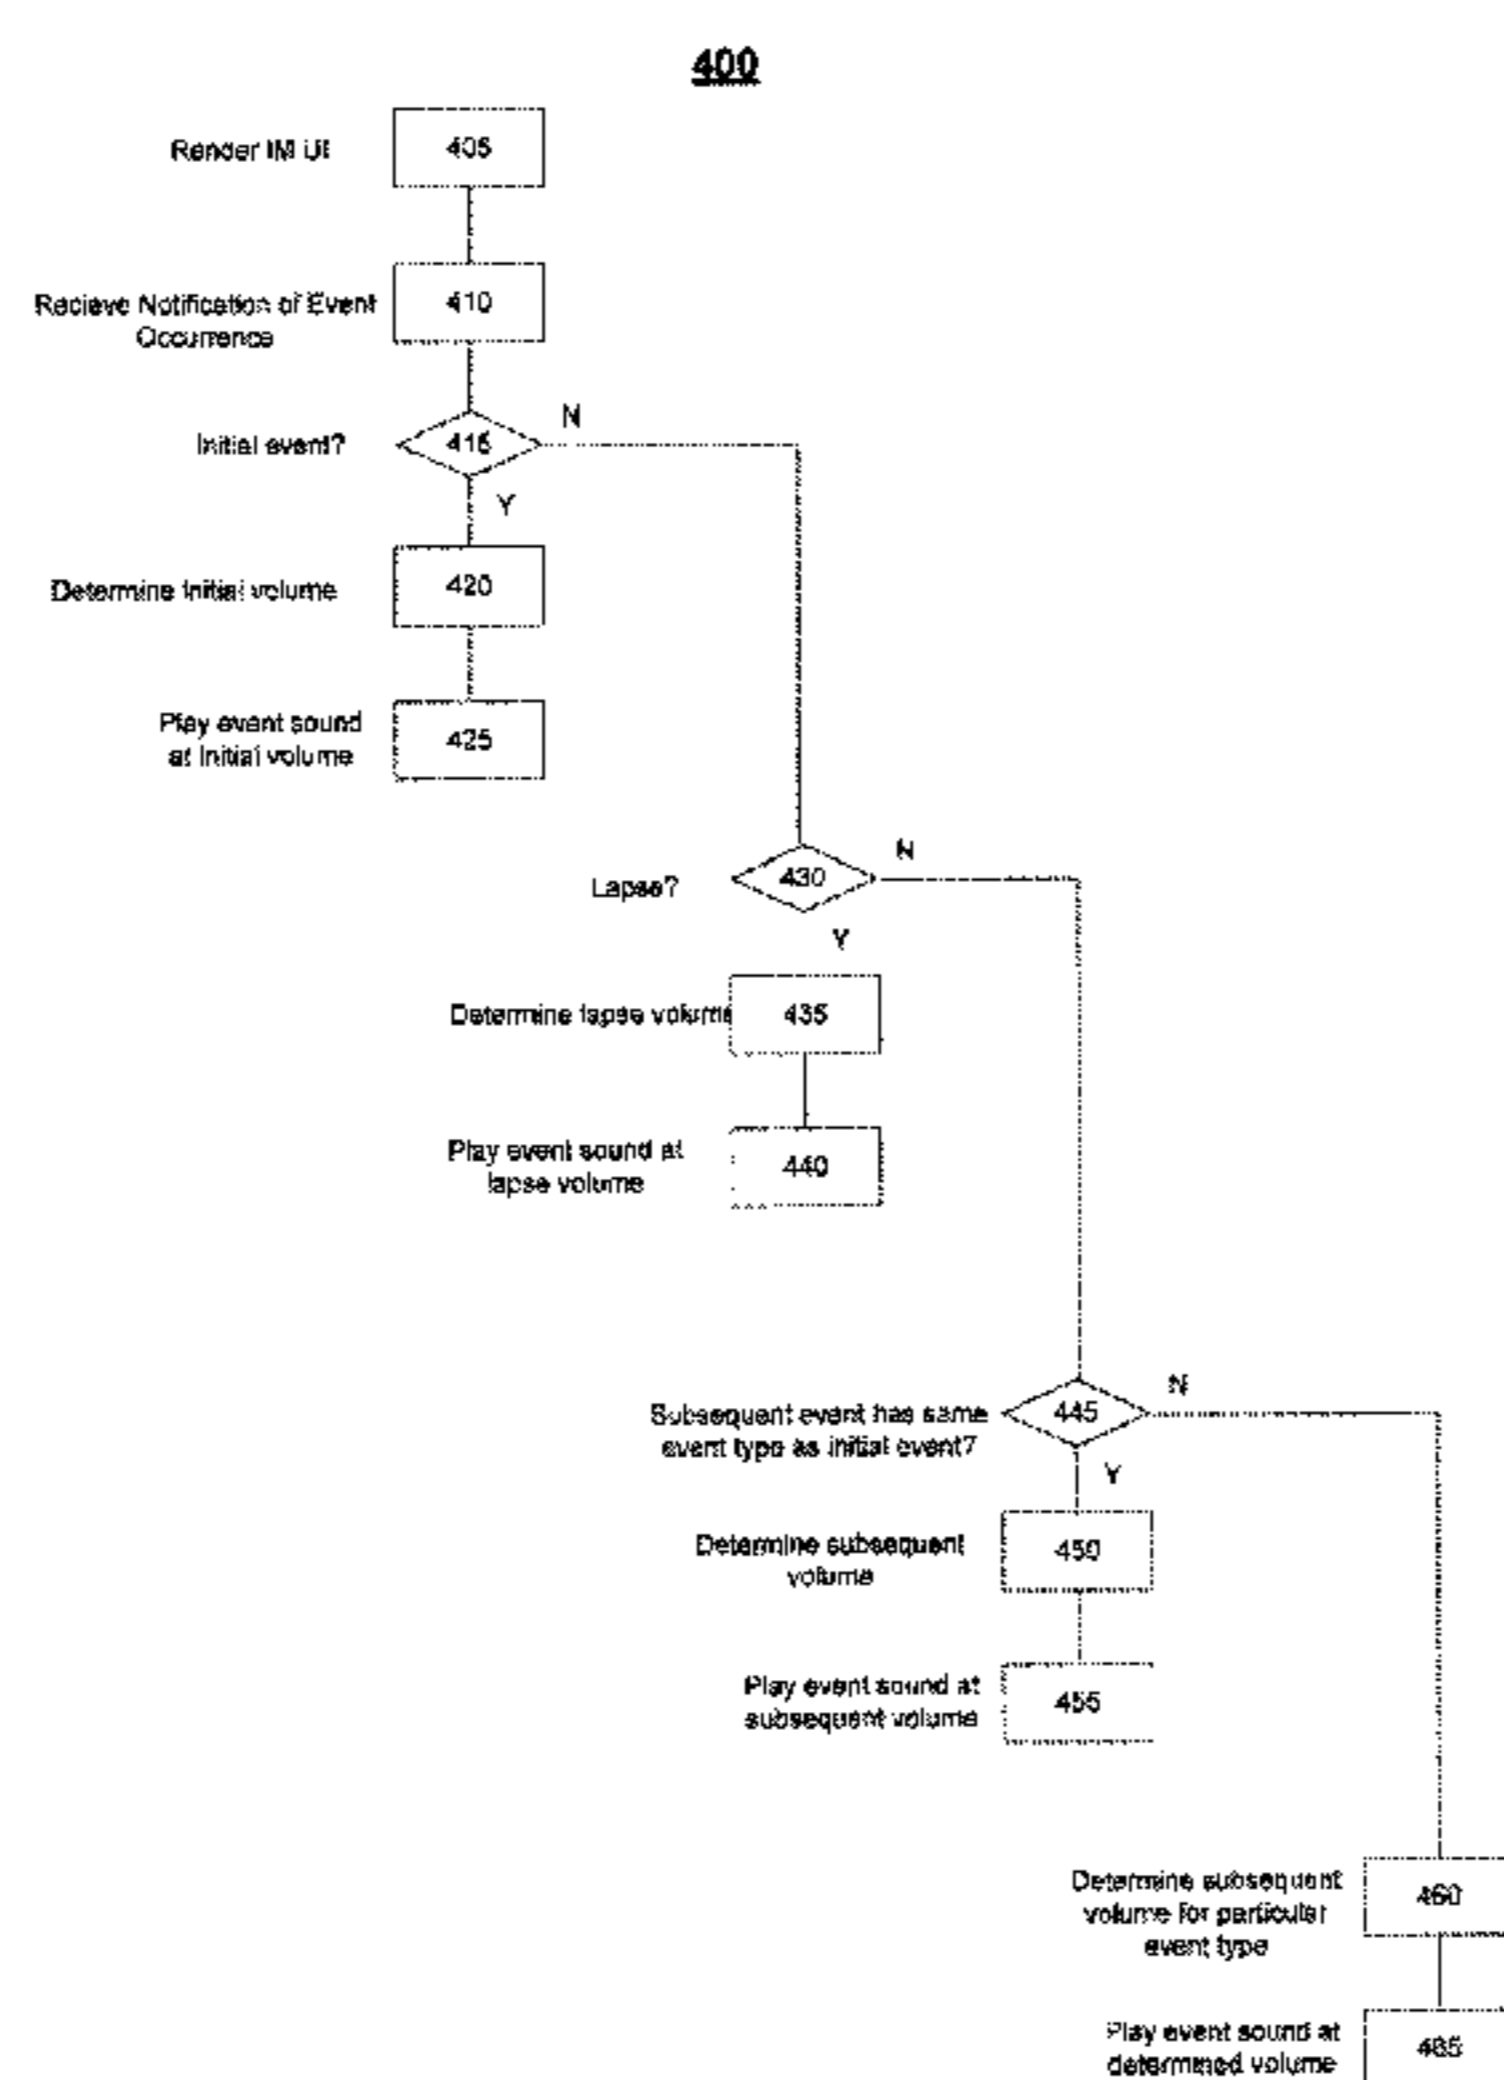 400
Render IM UI
405
Recieve Notification of Event
Occurrence
410
Initial event?
415
N
Y
Determine initial volume
420
Play event sound
at initial volume
425
Lapse?
430
N
Y
Determine lapse volume
435
Play event sound at
lapse volume
440
Subsequent event has same
event type as initial event?
445
N
Y
Determine subsequent
volume
450
Play event sound at
subsequent volume
455
Determine subsequent
volume for particular
event type
460
Play event sound at
determined volume
465